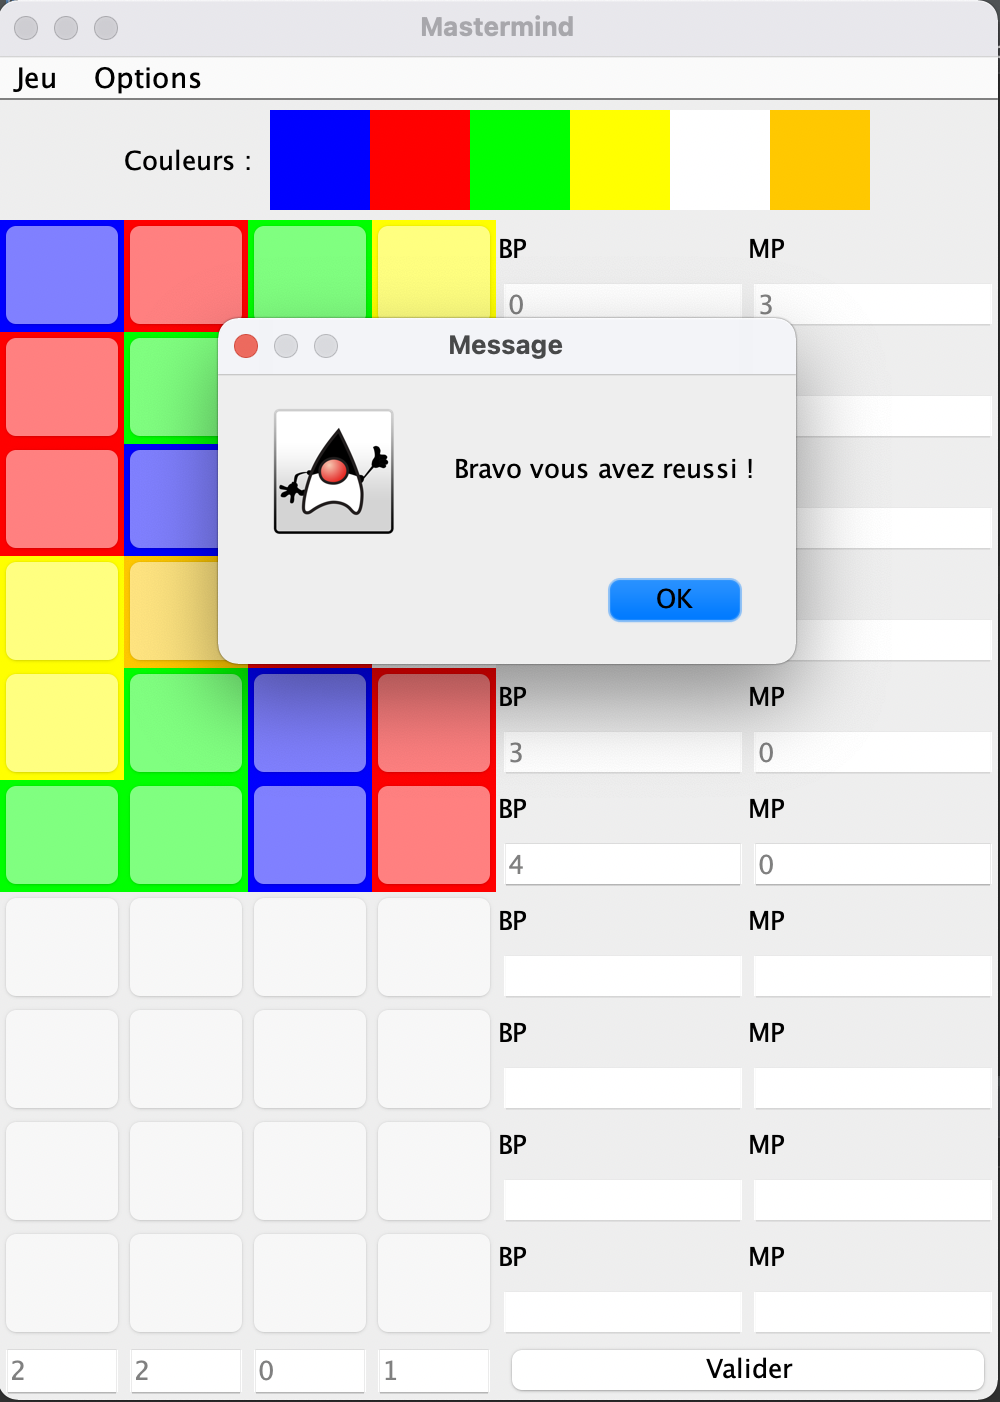 Mastermind
Jeu Options
Couleurs :
BP MP
0 3
Message
Bravo vous avez reussi !
OK
BP MP
3 0
BP MP
4 0
BP MP
BP MP
BP MP
BP MP
2 2 0 1 Valider